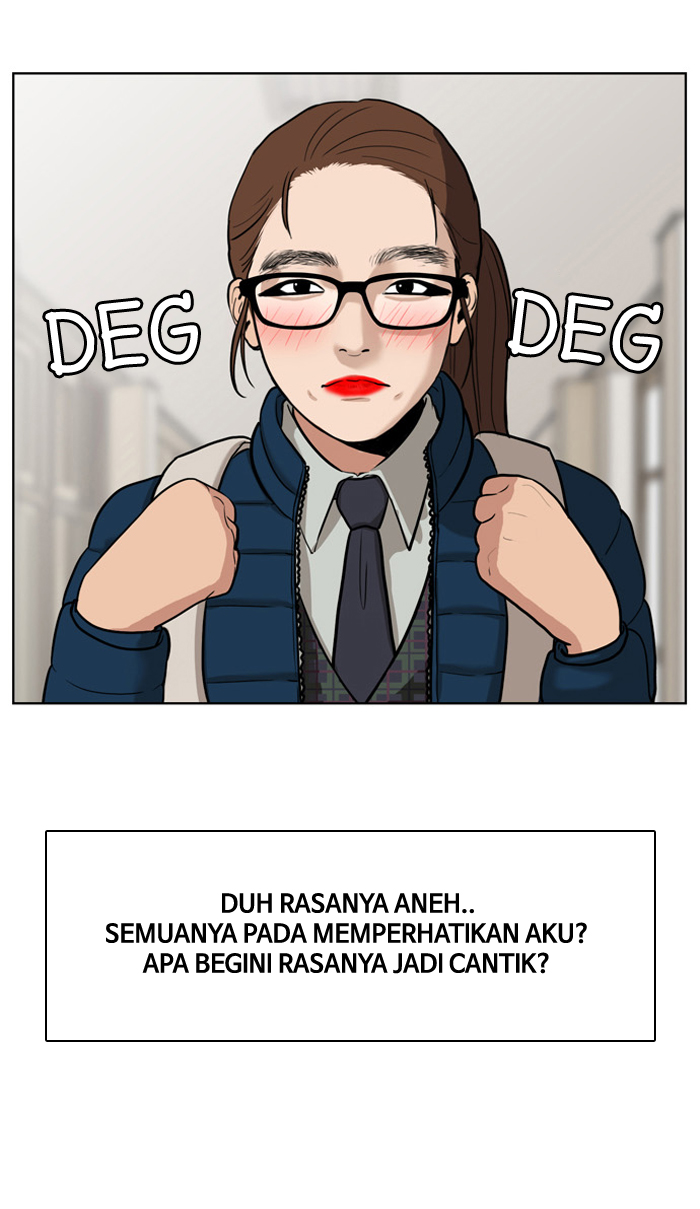 DEG
DEG
DUH RASANYA ANEH..
SEMUANYA PADA MEMPERHATIKAN AKU?
APA BEGINI RASANYA JADI CANTIK?